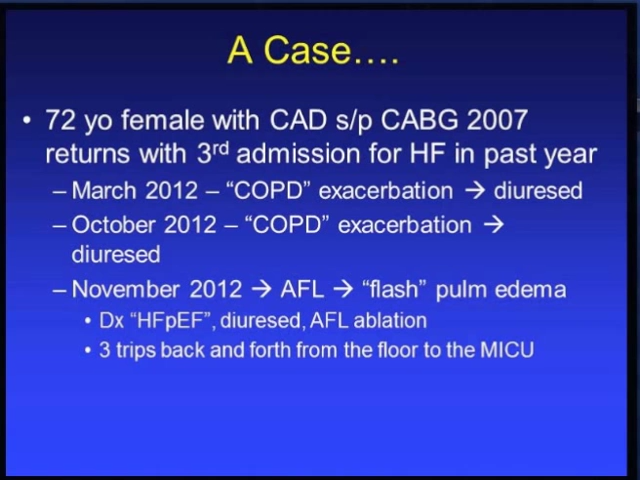 A Case....
• 72 yo female with CAD s/p CABG 2007
returns with 3rd admission for HF in past year
– March 2012 – “COPD” exacerbation → diuresed
– October 2012 – “COPD” exacerbation →
diuresed
– November 2012 → AFL → “flash” pulm edema
• Dx “HFpEF”, diuresed, AFL ablation
• 3 trips back and forth from the floor to the MICU